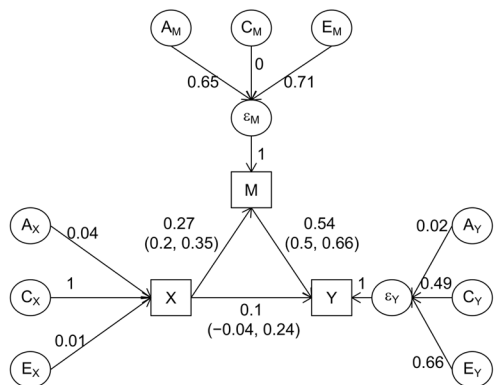 A_M C_M E_M
0
0.65 0.71
ε_M
1
M
A_X 0.27 0.54 A_Y
0.04 (0.2, 0.35) (0.5, 0.66) 0.02
C_X 1 X Y 1 ε_Y 0.49 C_Y
0.1
0.01 (−0.04, 0.24) 0.66
E_X E_Y